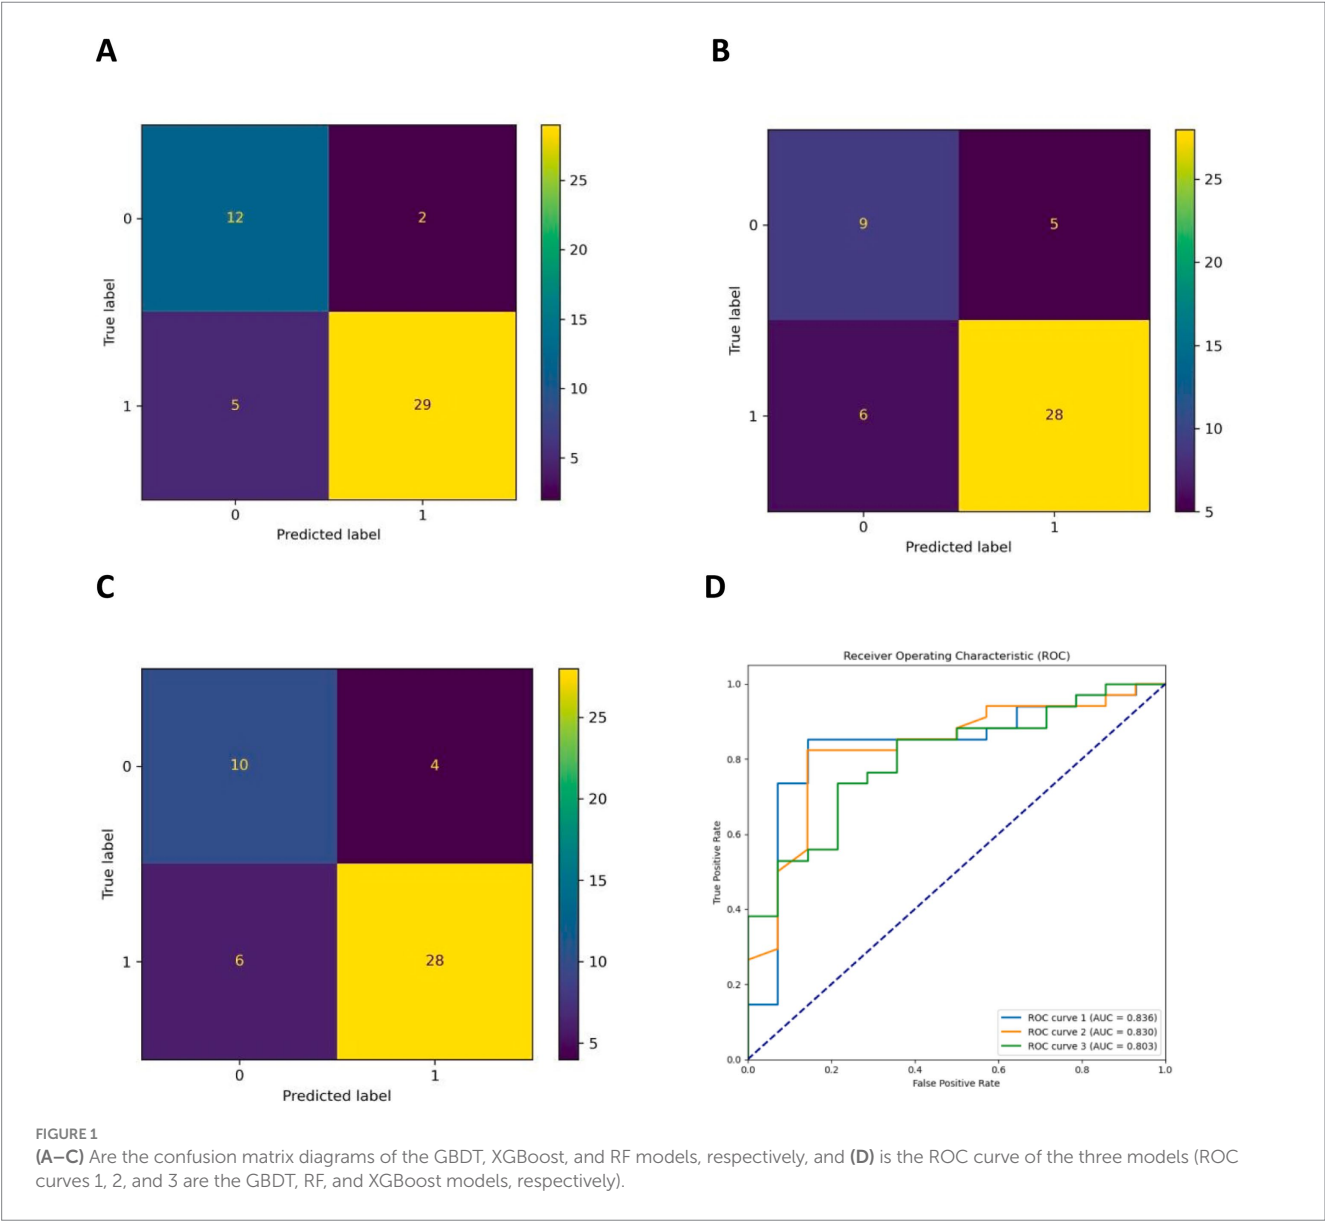 A
12
2
5
29
0
1
0
1
True label
Predicted label
25
20
15
10
5
B
9
5
6
28
0
1
0
1
True label
Predicted label
25
20
15
10
5
C
10
4
6
28
0
1
0
1
True label
Predicted label
25
20
15
10
5
D
Receiver Operating Characteristic (ROC)
1.0
0.8
0.6
0.4
0.2
0.0
True Positive Rate
0.0
0.2
0.4
0.6
0.8
1.0
False Positive Rate
ROC curve 1 (AUC = 0.836)
ROC curve 2 (AUC = 0.830)
ROC curve 3 (AUC = 0.803)
FIGURE 1
(A–C) Are the confusion matrix diagrams of the GBDT, XGBoost, and RF models, respectively, and (D) is the ROC curve of the three models (ROC
curves 1, 2, and 3 are the GBDT, RF, and XGBoost models, respectively).